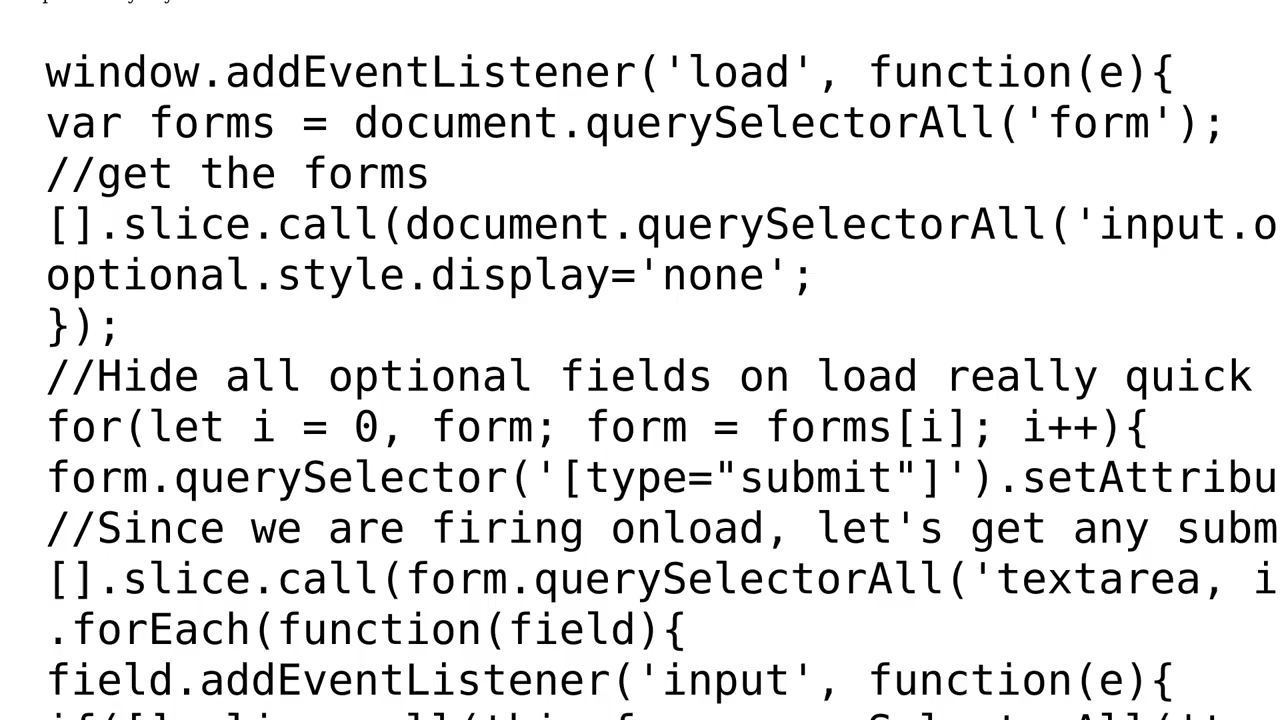 window.addEventListener('load', function(e){
var forms = document.querySelectorAll('form');
//get the forms
[].slice.call(document.querySelectorAll('input.o
optional.style.display='none';
});
//Hide all optional fields on load really quick
for(let i = 0, form; form = forms[i]; i++){
form.querySelector('[type="submit"]').setAttribu
//Since we are firing onload, let's get any subm
[].slice.call(form.querySelectorAll('textarea, i
.forEach(function(field){
field.addEventListener('input', function(e){